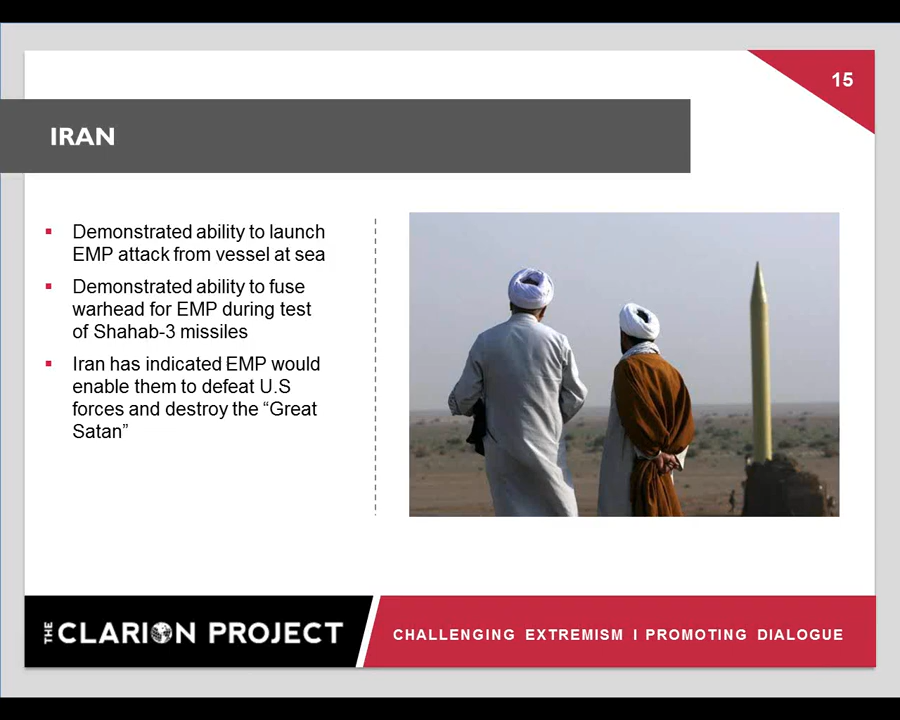 15
IRAN
Demonstrated ability to launch
EMP attack from vessel at sea
Demonstrated ability to fuse
warhead for EMP during test
of Shahab-3 missiles
Iran has indicated EMP would
enable them to defeat U.S
forces and destroy the “Great
Satan”
THE CLARION PROJECT
CHALLENGING EXTREMISM I PROMOTING DIALOGUE